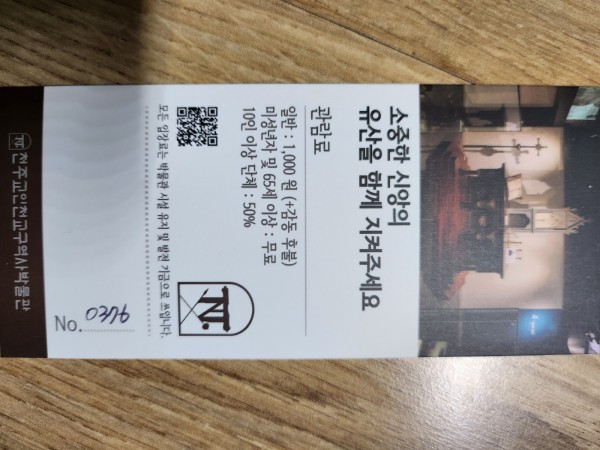 소중한 신앙의
유산을 함께 지켜주세요
관람료
일반 : 1,000 원 (+감동 후불)
미성년자 및 65세 이상 : 무료
10인 이상 단체 : 50%
모든 입장료는 박물관 시설 유지 및 발전 기금으로 쓰입니다.
No.
천주교인천교구역사박물관